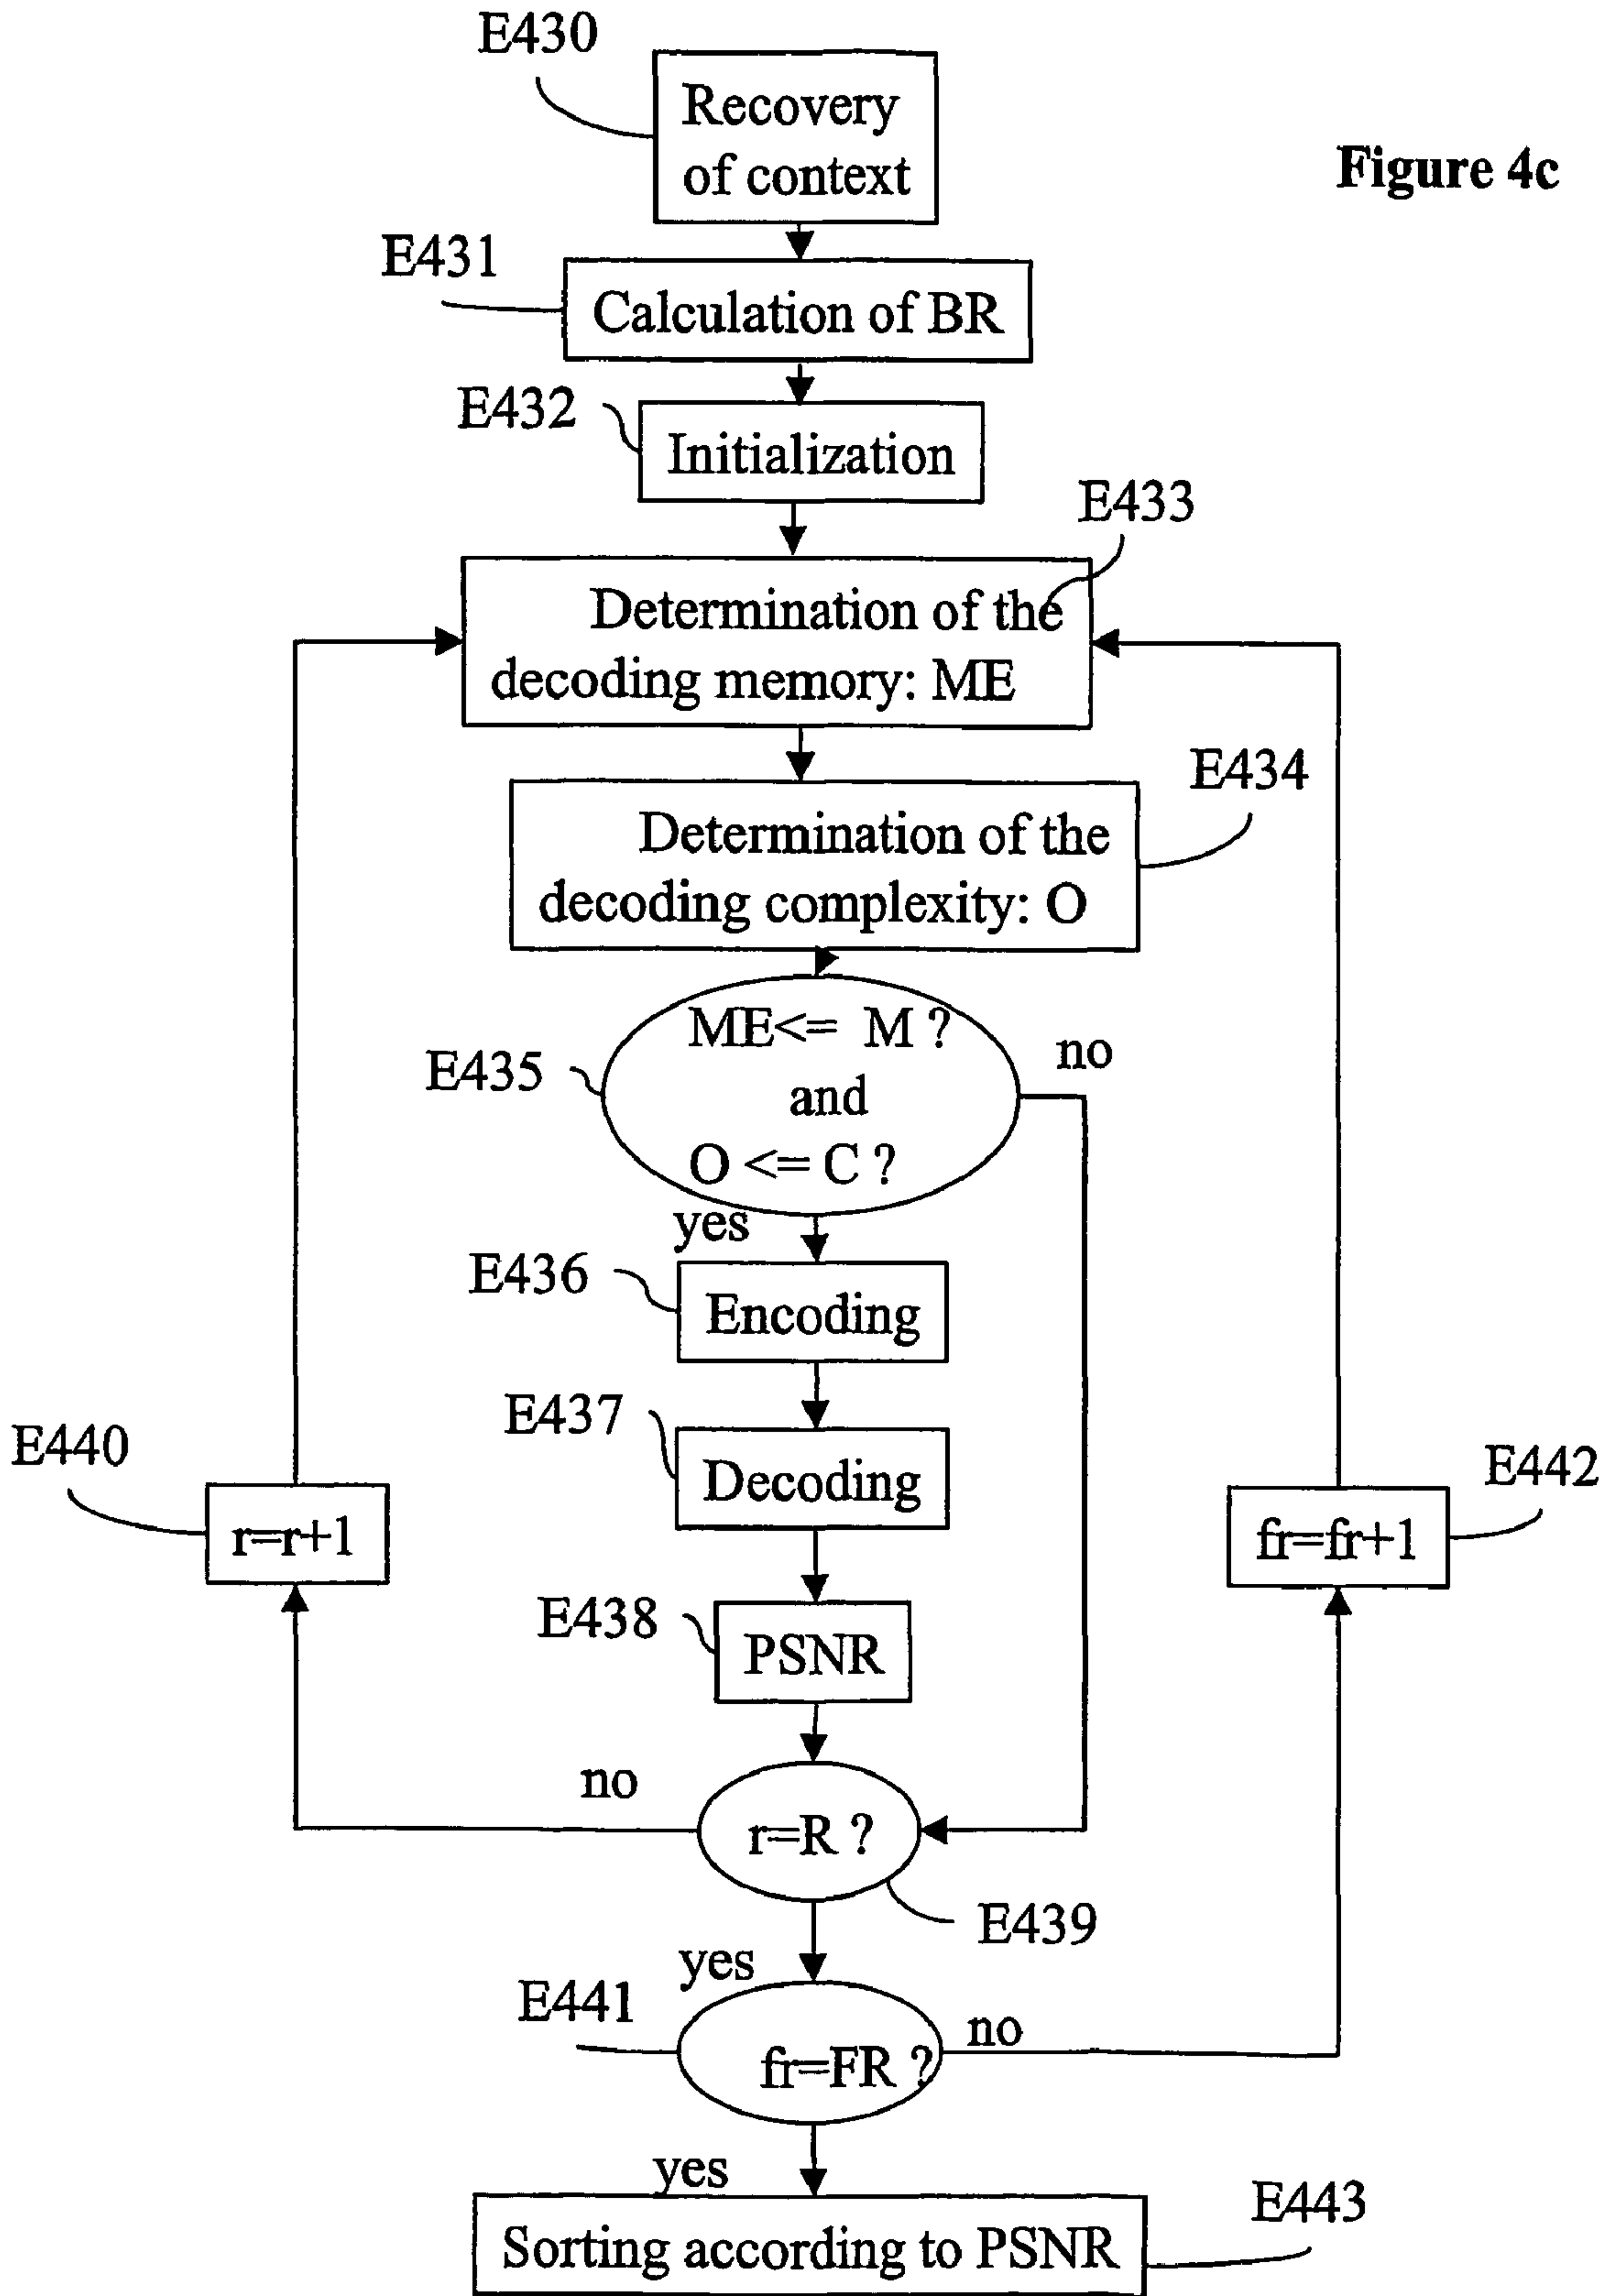 E430
Recovery
of context
Figure 4c
E431
Calculation of BR
E432
Initialization
E433
Determination of the
decoding memory: ME
E434
Determination of the
decoding complexity: O
ME<= M ?
no
E435
and
O <= C ?
yes
E436
Encoding
E437
Decoding
E440
r=r+1
E442
fr=fr+1
E438
PSNR
no
r=R ?
E439
yes
E441
no
fr=FR ?
yes
E443
Sorting according to PSNR